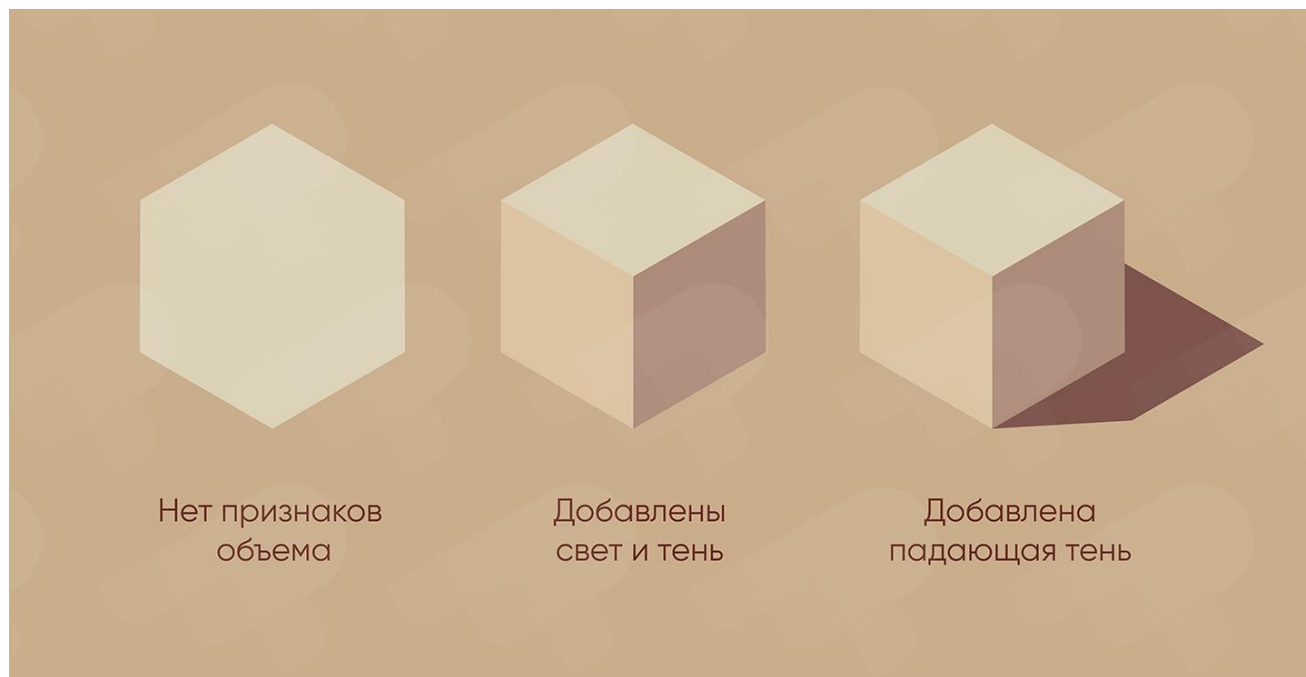 Нет признаков
объема
Добавлены
свет и тень
Добавлена
падающая тень